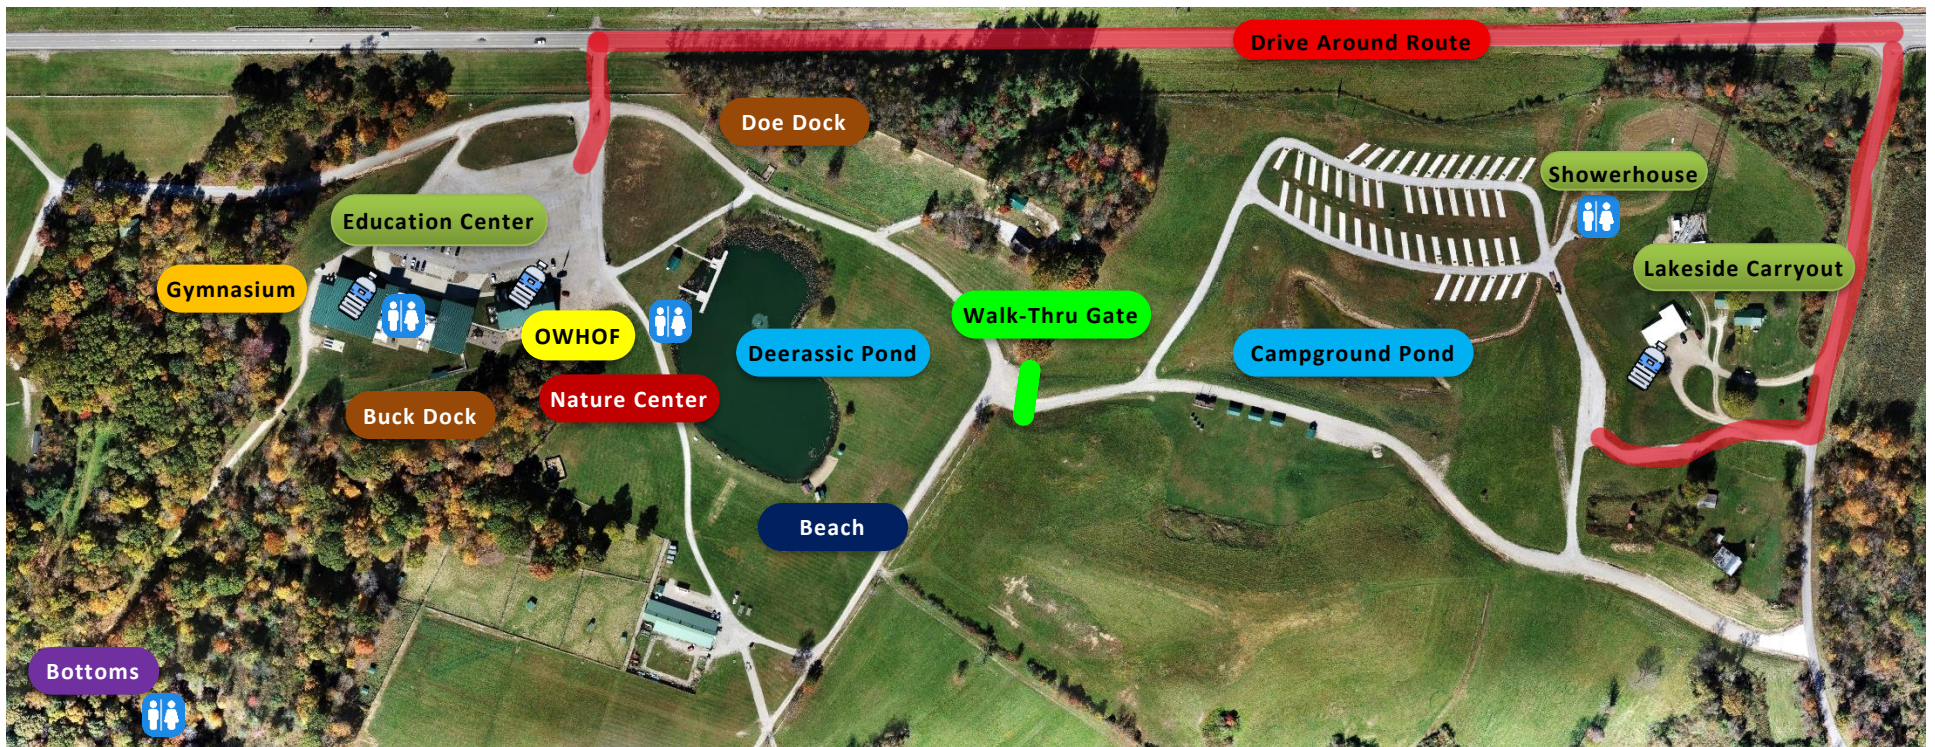 Drive Around Route
Doe Dock
Showerhouse
Education Center
Lakeside Carryout
Gymnasium
Walk-Thru Gate
OWHOF
Deerassic Pond
Campground Pond
Nature Center
Buck Dock
Beach
Bottoms